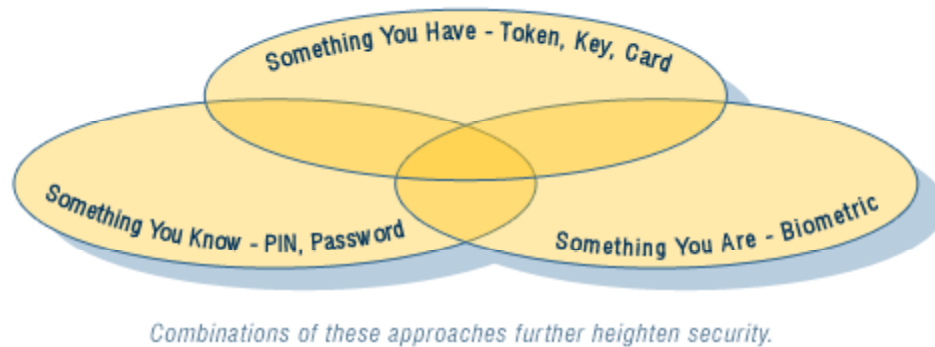 Something You Have - Token, Key, Card
Something You Know - PIN, Password
Something You Are - Biometric
Combinations of these approaches further heighten security.